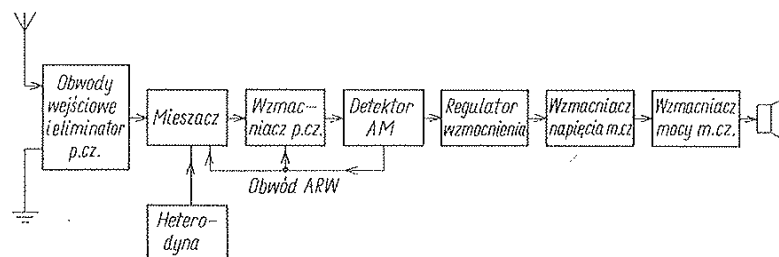 Obwody
wejściowe
i eliminator
p.cz.
Mieszacz
Wzmac-
niacz p.cz.
Detektor
AM
Regulator
wzmocnienia
Wzmacniacz
napięcia m.cz
Wzmacniacz
mocy m.cz.
Obwód ARW
Hetero-
dyna